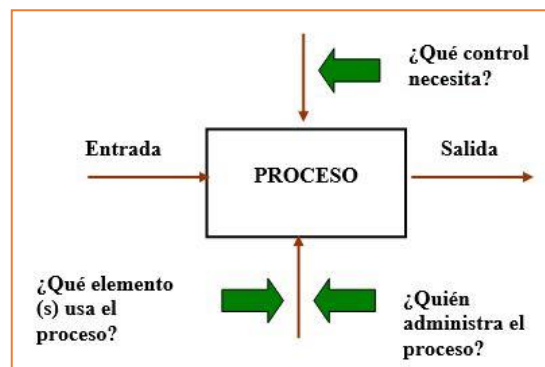 ¿Qué control
necesita?
Entrada
Salida
PROCESO
¿Qué elemento
(s) usa el
proceso?
¿Quién
administra el
proceso?